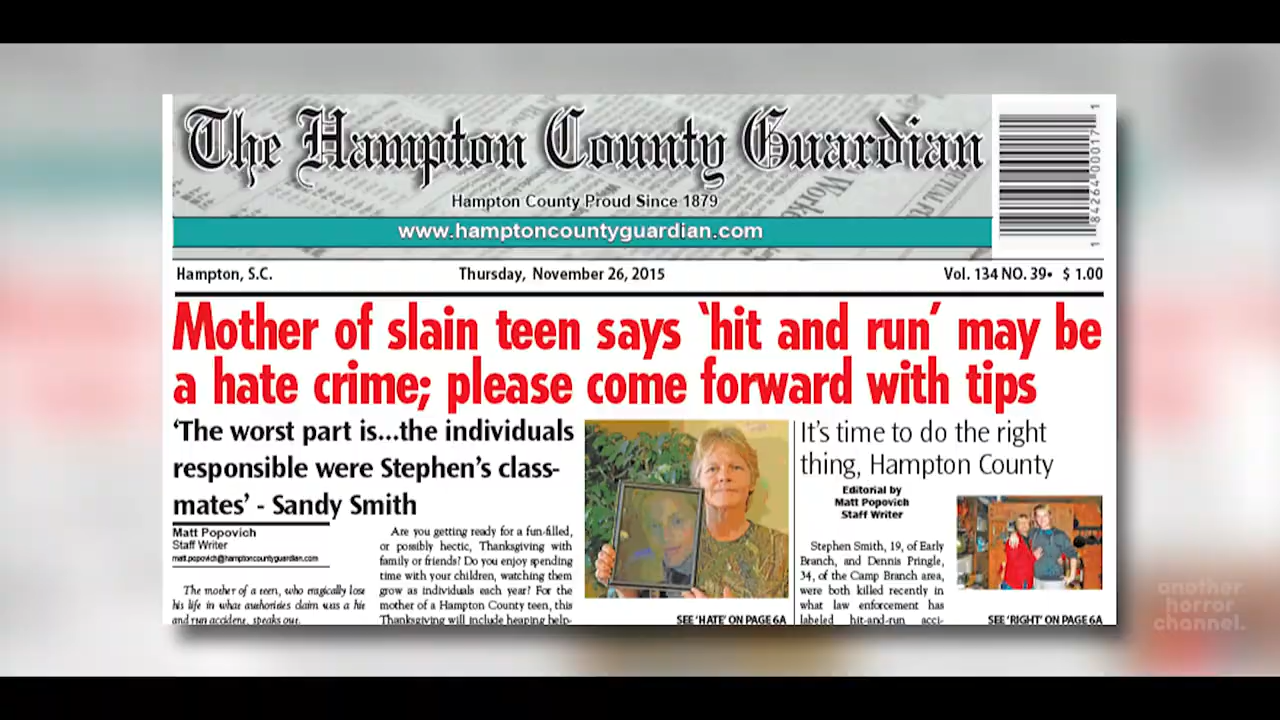 The Hampton County Guardian
Hampton County Proud Since 1879
www.hamptoncountyguardian.com
1 84264 00017 1
Hampton, S.C. Thursday, November 26, 2015 Vol. 134 NO. 39• $ 1.00
Mother of slain teen says ‘hit and run’ may be
a hate crime; please come forward with tips
‘The worst part is...the individuals
responsible were Stephen’s class-
mates’ - Sandy Smith
Matt Popovich
Staff Writer
matt.popovich@hamptoncountyguardian.com
The mother of a teen, who tragically lose
his life in what authorities claim was a hit
and run accident, speaks out.
Are you getting ready for a fun-filled,
or possibly hectic, Thanksgiving with
family or friends? Do you enjoy spending
time with your children, watching them
grow as individuals each year? For the
mother of a Hampton County teen, this
Thanksgiving will include heaping help-
SEE ‘HATE’ ON PAGE 6A
It’s time to do the right
thing, Hampton County
Editorial by
Matt Popovich
Staff Writer
Stephen Smith, 19, of Early
Branch, and Dennis Pringle,
34, of the Camp Branch area,
were both killed recently in
what law enforcement has
labeled hit-and-run acci-
SEE ‘RIGHT’ ON PAGE 6A
another
horror
channel.